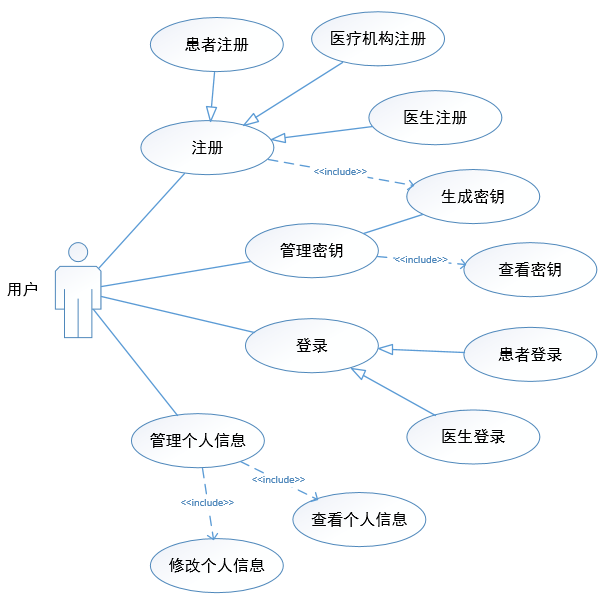 患者注册
医疗机构注册
医生注册
注册
<<include>>
生成密钥
管理密钥
<<include>>
查看密钥
用户
登录
患者登录
医生登录
管理个人信息
<<include>>
<<include>>
查看个人信息
修改个人信息